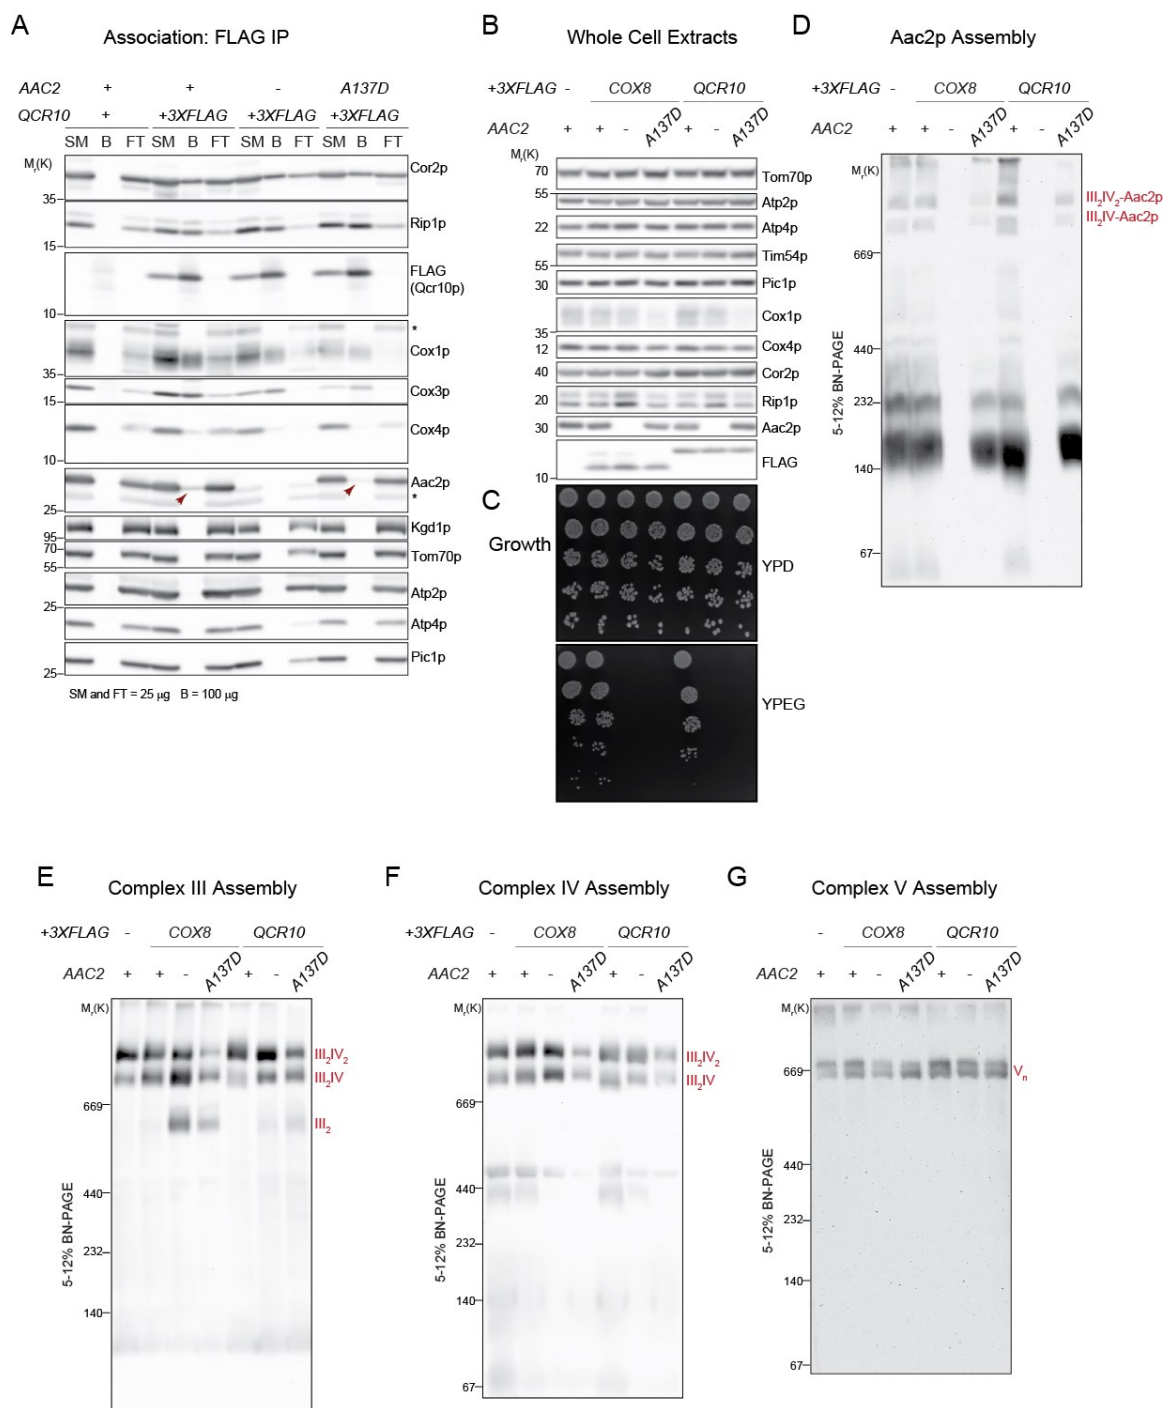 A
Association: FLAG IP
AAC2 + + - A137D
QCR10 + +3XFLAG +3XFLAG +3XFLAG
SM B FT SM B FT SM B FT SM B FT
Mr(K)
Cor2p
35
Rip1p
15
FLAG
(Qcr10p)
10
*
Cox1p
35
Cox3p
15
Cox4p
10
Aac2p
*
25
Kgd1p
95
70
Tom70p
55
Atp2p
25
Atp4p
Pic1p
25
SM and FT = 25 µg B = 100 µg
B
Whole Cell Extracts
+3XFLAG - COX8 QCR10
AAC2 + + - A137D + - A137D
Mr(K)
70 Tom70p
55
Atp2p
22 Atp4p
Tim54p
55
30 Pic1p
Cox1p
35
12 Cox4p
40 Cor2p
20 Rip1p
30 Aac2p
FLAG
10
C
Growth
YPD
YPEG
D
Aac2p Assembly
+3XFLAG - COX8 QCR10
AAC2 + + - A137D + - A137D
Mr(K)
III2IV2-Aac2p
III2IV-Aac2p
669
440
232
140
67
5-12% BN-PAGE
E
Complex III Assembly
+3XFLAG - COX8 QCR10
AAC2 + + - A137D + - A137D
Mr(K)
III2IV2
III2IV
669
III2
440
232
140
5-12% BN-PAGE
F
Complex IV Assembly
- COX8 QCR10
AAC2 + + - A137D + - A137D
Mr(K)
III2IV2
III2IV
669
440
232
140
67
5-12% BN-PAGE
G
Complex V Assembly
- COX8 QCR10
AAC2 + + - A137D + - A137D
Mr(K)
669 Vn
440
232
140
67
5-12% BN-PAGE